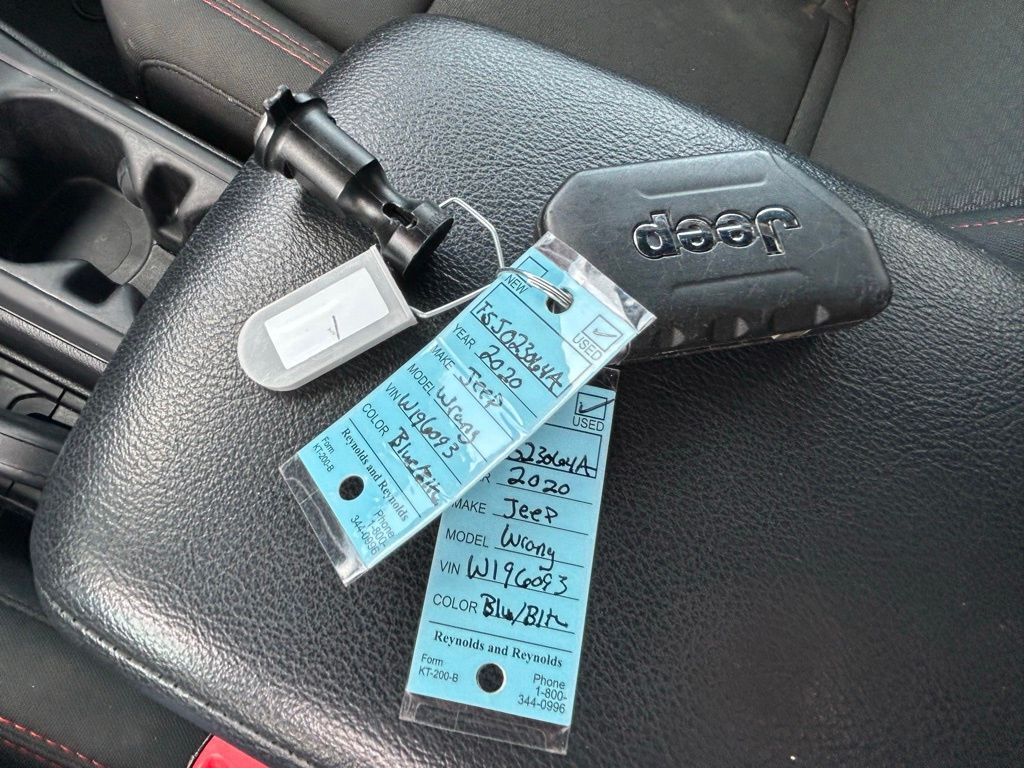 Jeep
NEW
USED
TSJ023064A
YEAR 2020
MAKE Jeep
MODEL Wrang
VIN W196093
COLOR Blue/Blk
Reynolds and Reynolds
Form
KT-200-B
Phone
1-800-
344-0996
USED
23064A
R 2020
MAKE Jeep
MODEL Wrang
VIN W196093
COLOR Blu/Blk
Reynolds and Reynolds
Form
KT-200-B
Phone
1-800-
344-0996